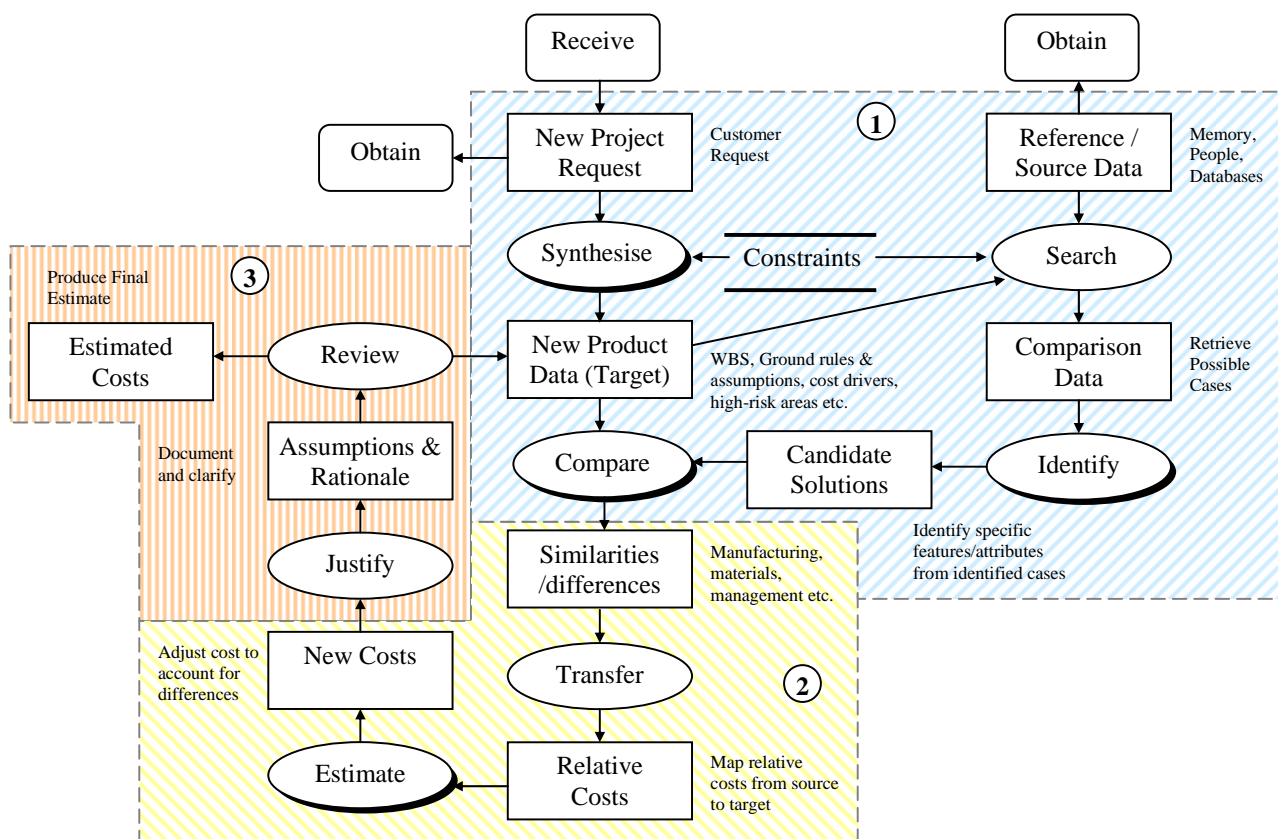 Receive
Obtain
1
New Project
Request
Customer
Request
Reference /
Source Data
Memory,
People,
Databases
Obtain
Synthesise
Constraints
Search
3
Produce Final
Estimate
Estimated
Costs
Review
New Product
Data (Target)
WBS, Ground rules &
assumptions, cost drivers,
high-risk areas etc.
Comparison
Data
Retrieve
Possible
Cases
Document
and clarify
Assumptions &
Rationale
Compare
Candidate
Solutions
Identify
Identify specific
features/attributes
from identified cases
Justify
Similarities
/differences
Manufacturing,
materials,
management etc.
Adjust cost to
account for
differences
New Costs
Transfer
2
Estimate
Relative
Costs
Map relative
costs from source
to target